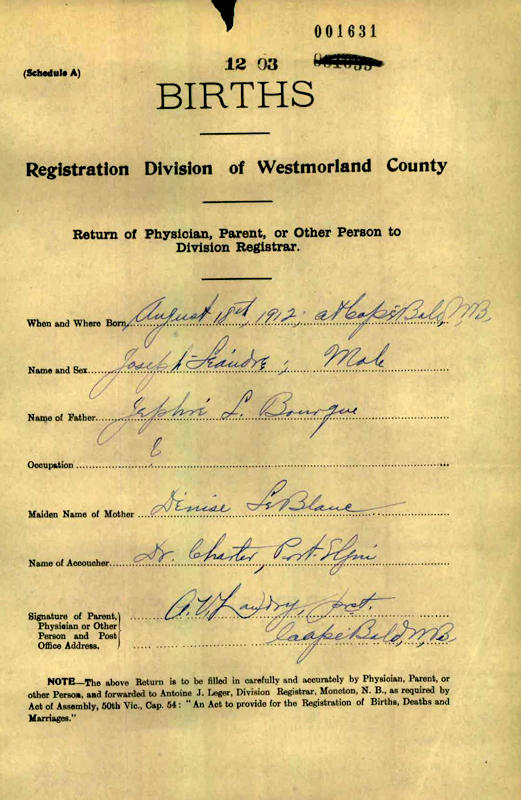 001631
12 03
(Schedule A)
BIRTHS
Registration Division of Westmorland County
Return of Physician, Parent, or Other Person to
Division Registrar.
When and Where Born, August 18st, 1912, at Cape Bald, N.B.
Name and Sex Joseph-Léandre ; Male
Name of Father Japhié L. Bourque
Occupation
Maiden Name of Mother Dénise LeBlanc
Name of Accoucher Dr. Charter, Port-Elgin
Signature of Parent, Physician or Other Person and Post Office Address. A.V. Landry, prst.
Cape Bald, N.B.
NOTE—The above Return is to be filled in carefully and accurately by Physician, Parent, or
other Person, and forwarded to Antoine J. Leger, Division Registrar, Moncton, N. B., as required by
Act of Assembly, 50th Vic., Cap. 54: "An Act to provide for the Registration of Births, Deaths and
Marriages."